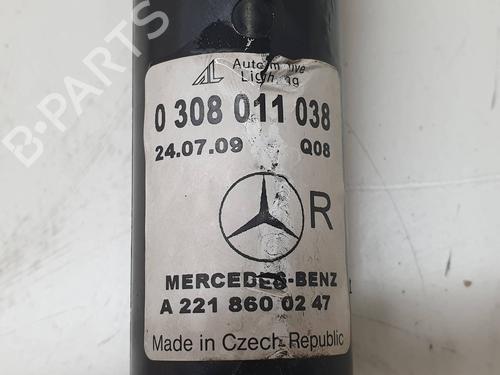 B-PARTS
AL Automotive
Lighting
0 308 011 038
24.07.09 Q08
R
MERCEDES-BENZ
A 221 860 02 47
Made in Czech Republic